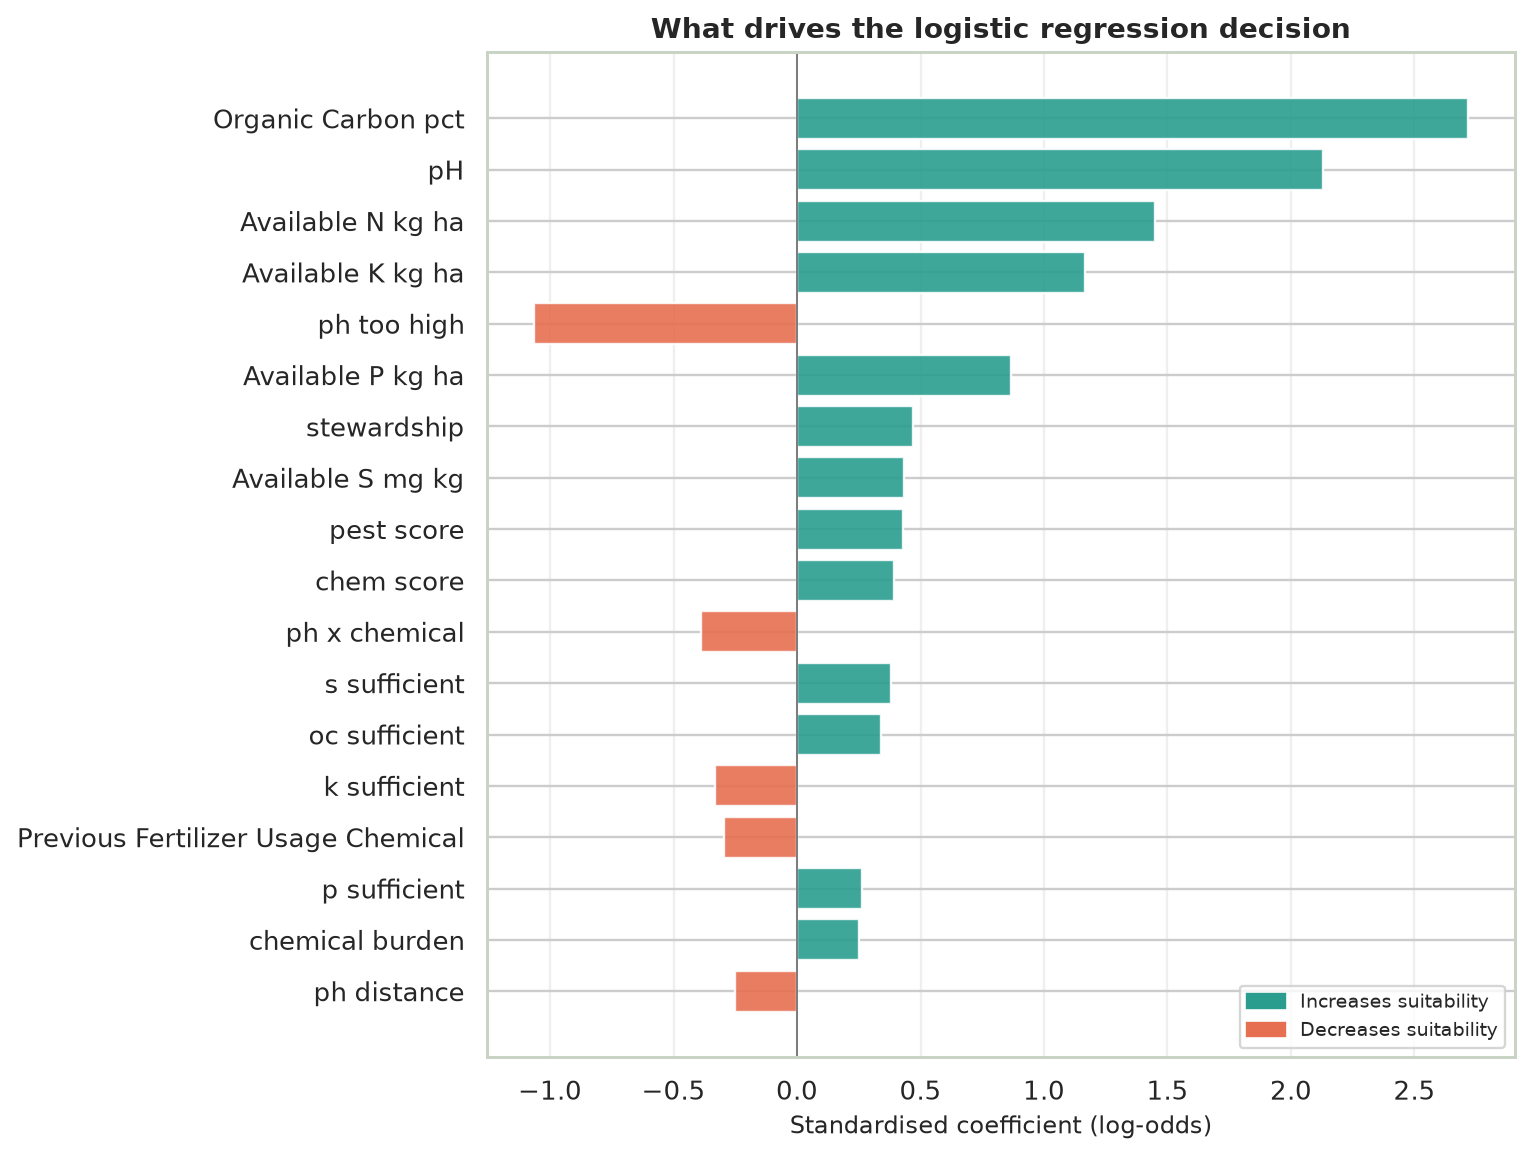 What drives the logistic regression decision
Organic Carbon pct
pH
Available N kg ha
Available K kg ha
ph too high
Available P kg ha
stewardship
Available S mg kg
pest score
chem score
ph x chemical
s sufficient
oc sufficient
k sufficient
Previous Fertilizer Usage Chemical
p sufficient
chemical burden
ph distance
Increases suitability
Decreases suitability
−1.0 −0.5 0.0 0.5 1.0 1.5 2.0 2.5
Standardised coefficient (log-odds)